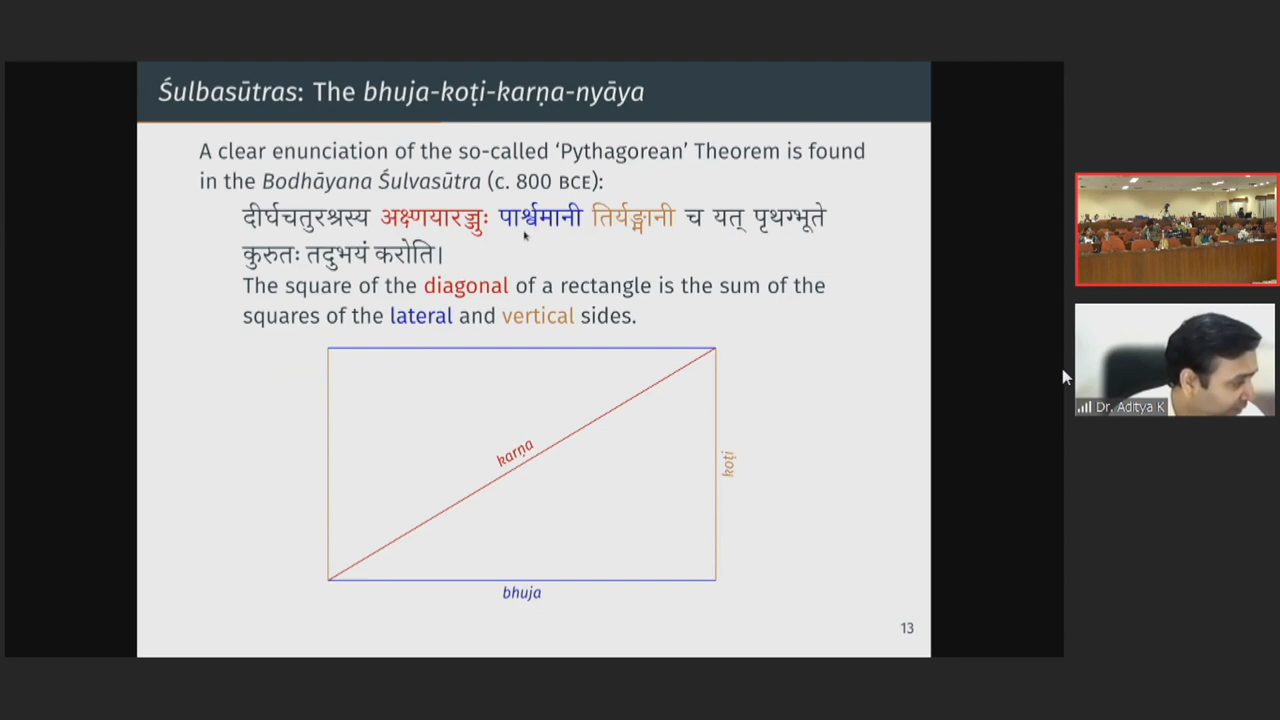 Śulbasūtras: The bhuja-koṭi-karṇa-nyāya
A clear enunciation of the so-called ‘Pythagorean’ Theorem is found
in the Bodhāyana Śulvasūtra (c. 800 BCE):
दीर्घचतुरश्रस्य अक्ष्णयारज्जुः पार्श्वमानी तिर्यङ्मानी च यत् पृथग्भूते
कुरुतः तदुभयं करोति।
The square of the diagonal of a rectangle is the sum of the
squares of the lateral and vertical sides.
karṇa
koṭi
bhuja
13
Dr. Aditya K